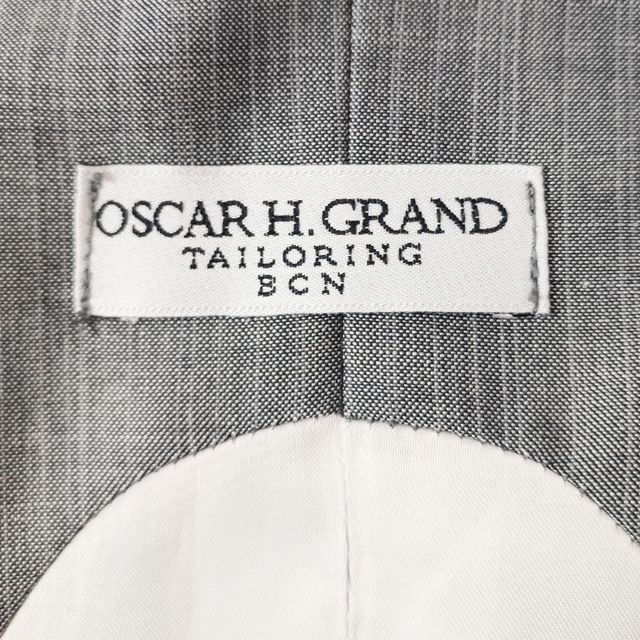 OSCAR H. GRAND
TAILORING
BCN